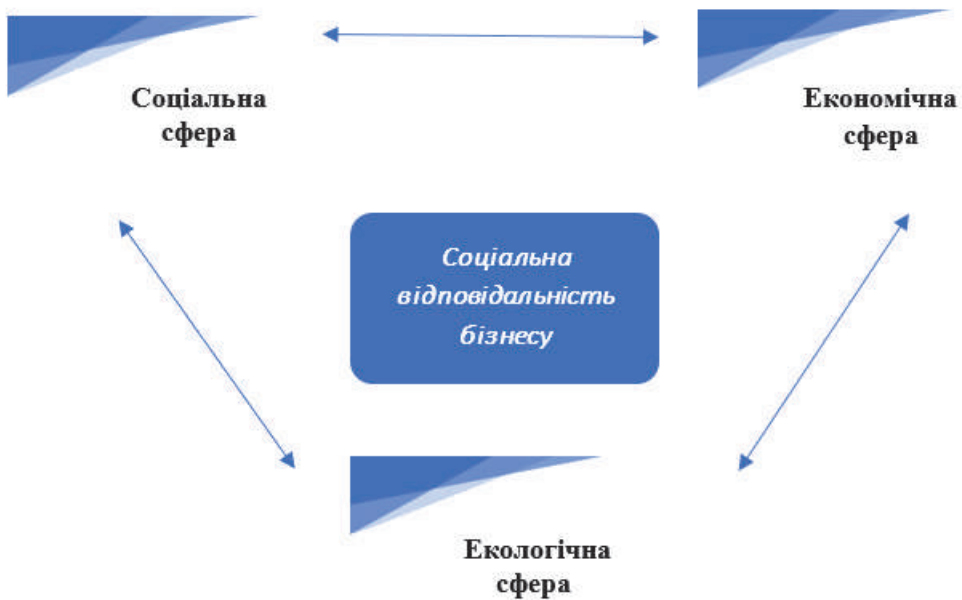 Соціальна
сфера
Економічна
сфера
Соціальна
відповідальність
бізнесу
Екологічна
сфера